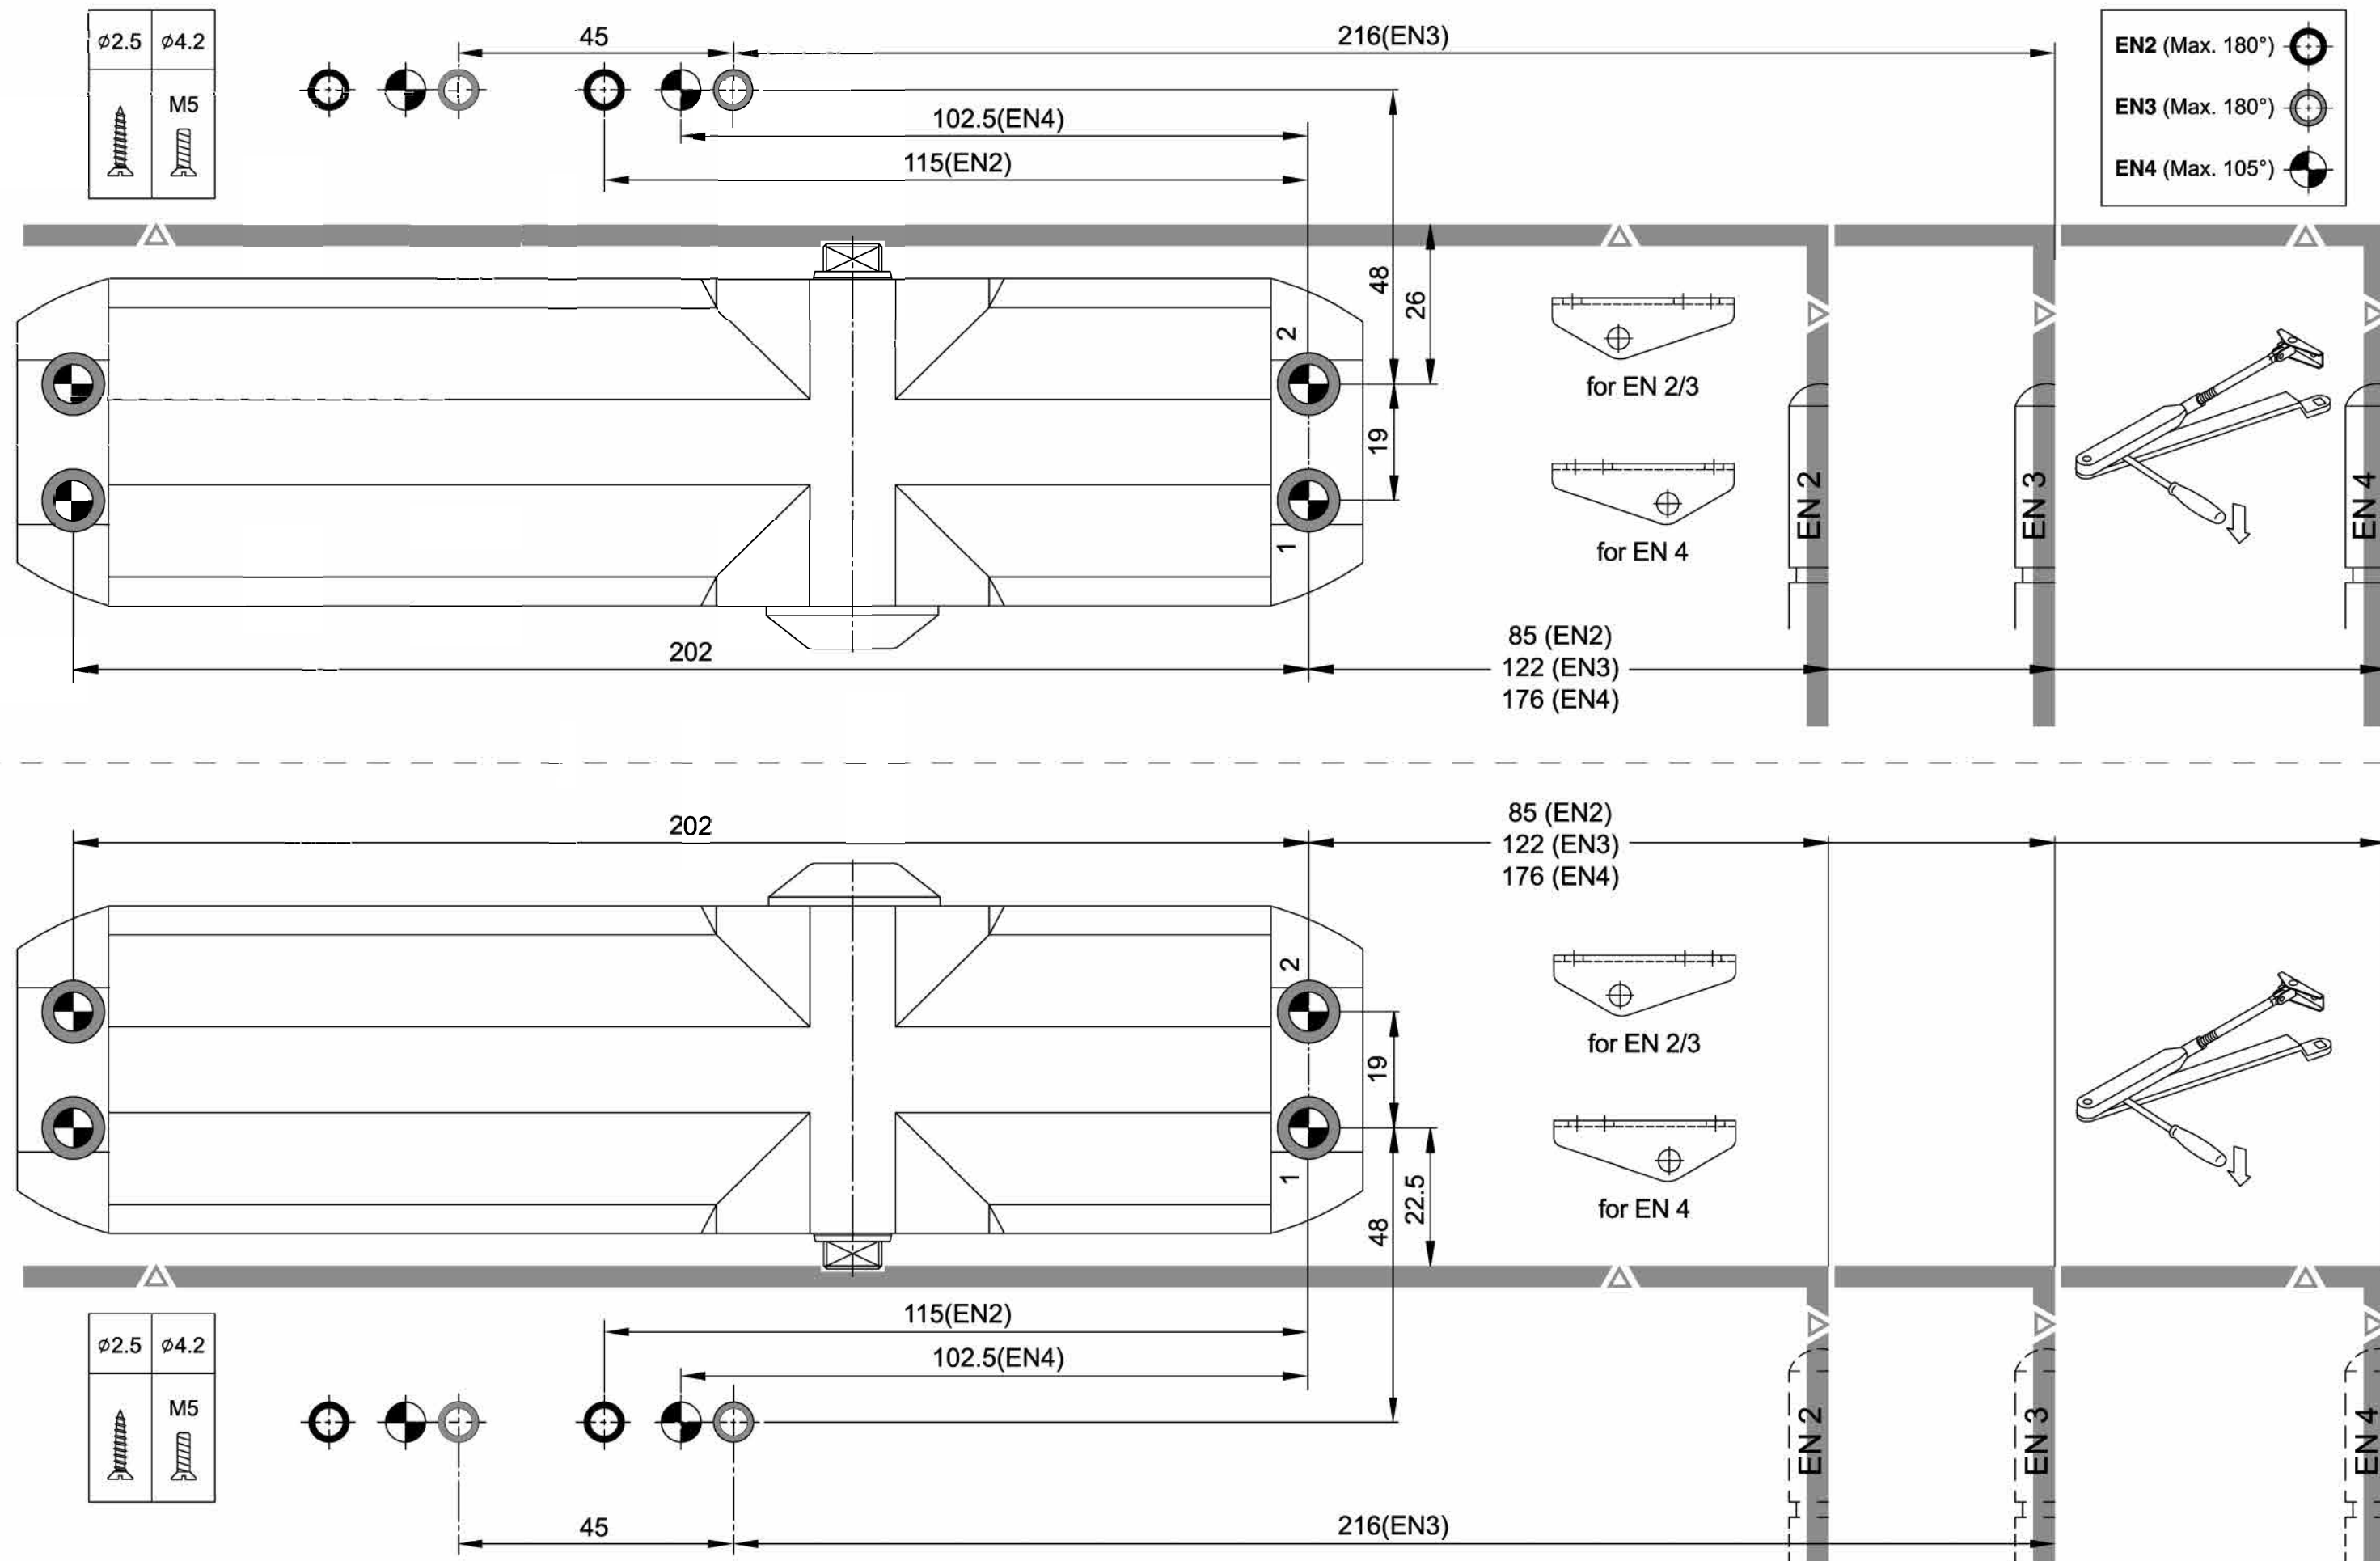 ø2.5 ø4.2
M5
45
216(EN3)
102.5(EN4)
115(EN2)
EN2 (Max. 180°)
EN3 (Max. 180°)
EN4 (Max. 105°)
48
26
2
19
1
for EN 2/3
for EN 4
EN 2
EN 3
EN 4
202
85 (EN2)
122 (EN3)
176 (EN4)
202
85 (EN2)
122 (EN3)
176 (EN4)
2
19
1
22.5
48
for EN 2/3
for EN 4
115(EN2)
102.5(EN4)
ø2.5 ø4.2
M5
EN 2
EN 3
EN 4
45
216(EN3)